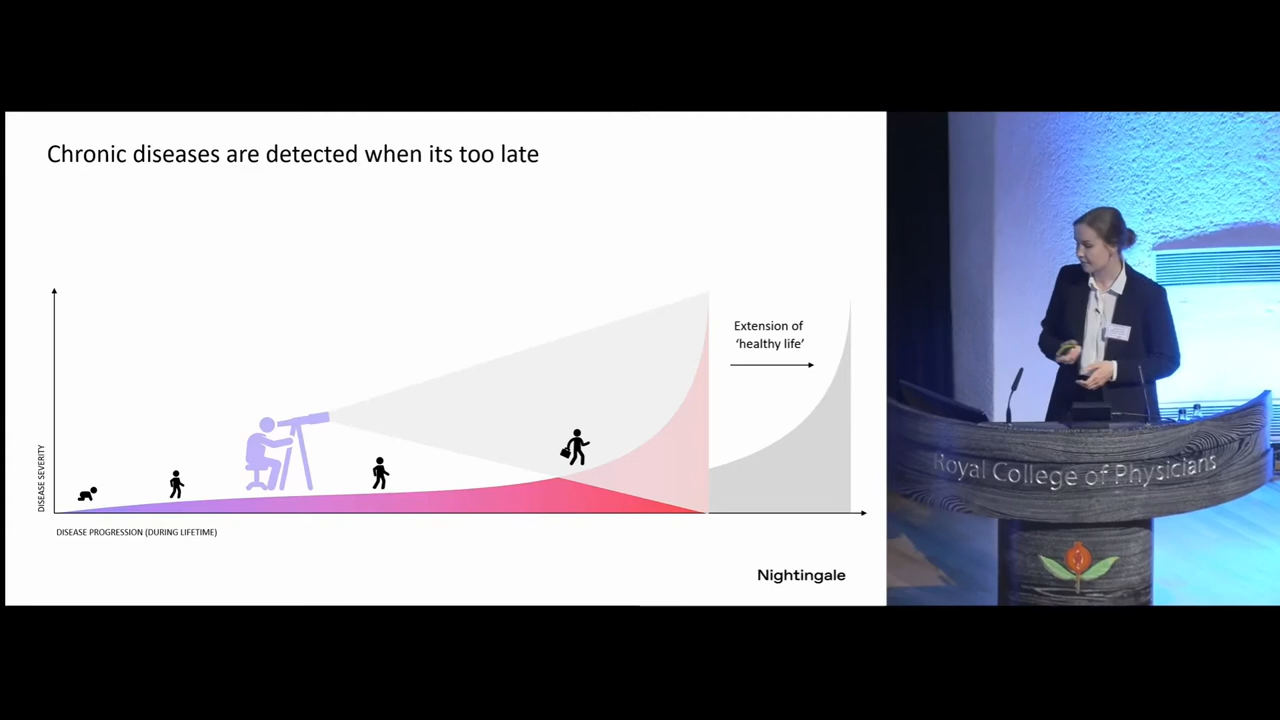 Chronic diseases are detected when its too late
Extension of
‘healthy life’
DISEASE SEVERITY
DISEASE PROGRESSION (DURING LIFETIME)
Nightingale
Royal College of Physicians